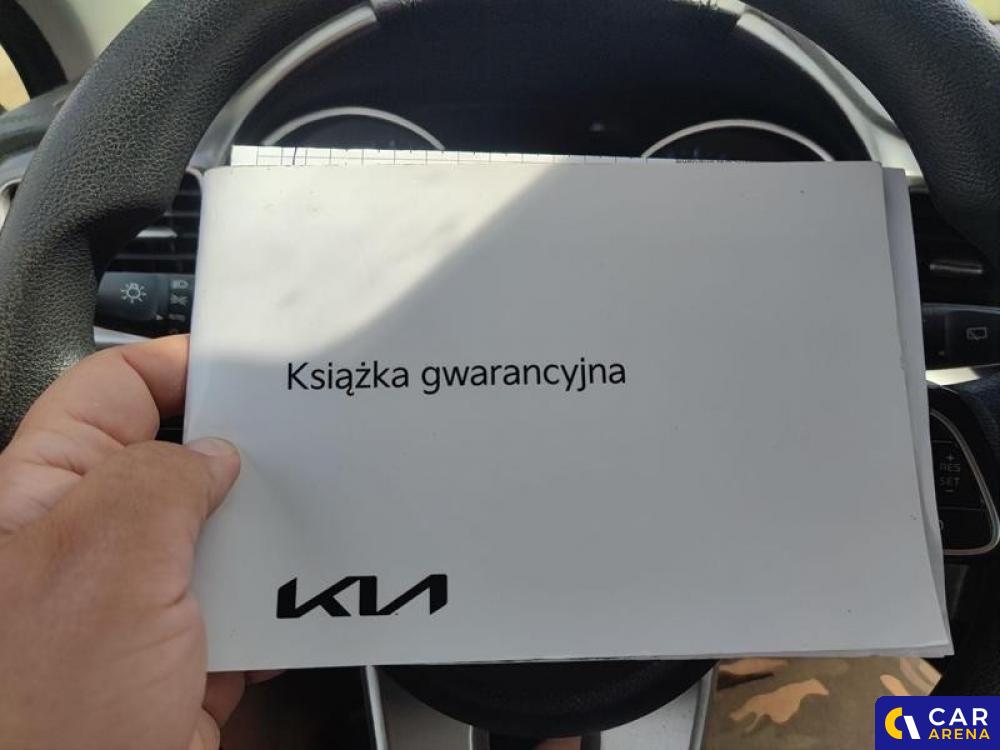 Książka gwarancyjna
KIA
+
RES
SET
-
CAR
ARENA